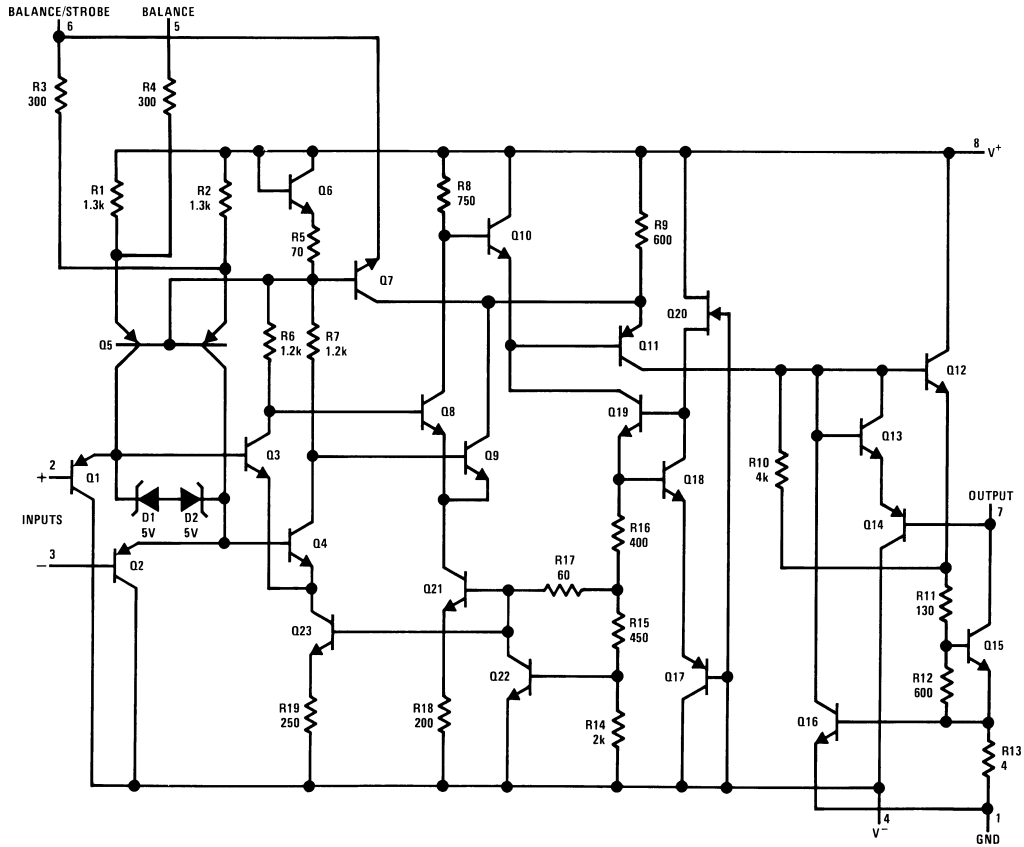 BALANCE/STROBE
6
BALANCE
5
R3
300
R4
300
8
V+
R1
1.3k
R2
1.3k
Q6
R8
750
Q10
R5
70
R9
600
Q7
Q20
Q5
R6
1.2k
R7
1.2k
Q11
Q12
Q8
Q19
Q13
Q3
Q9
Q18
R10
4k
2
+
Q1
OUTPUT
7
INPUTS
D1
5V
D2
5V
R16
400
Q14
3
−
Q2
Q4
R17
60
Q21
R11
130
Q23
R15
450
Q15
Q22
Q17
R12
600
R19
250
R18
200
R14
2k
Q16
R13
4
4
V−
1
GND